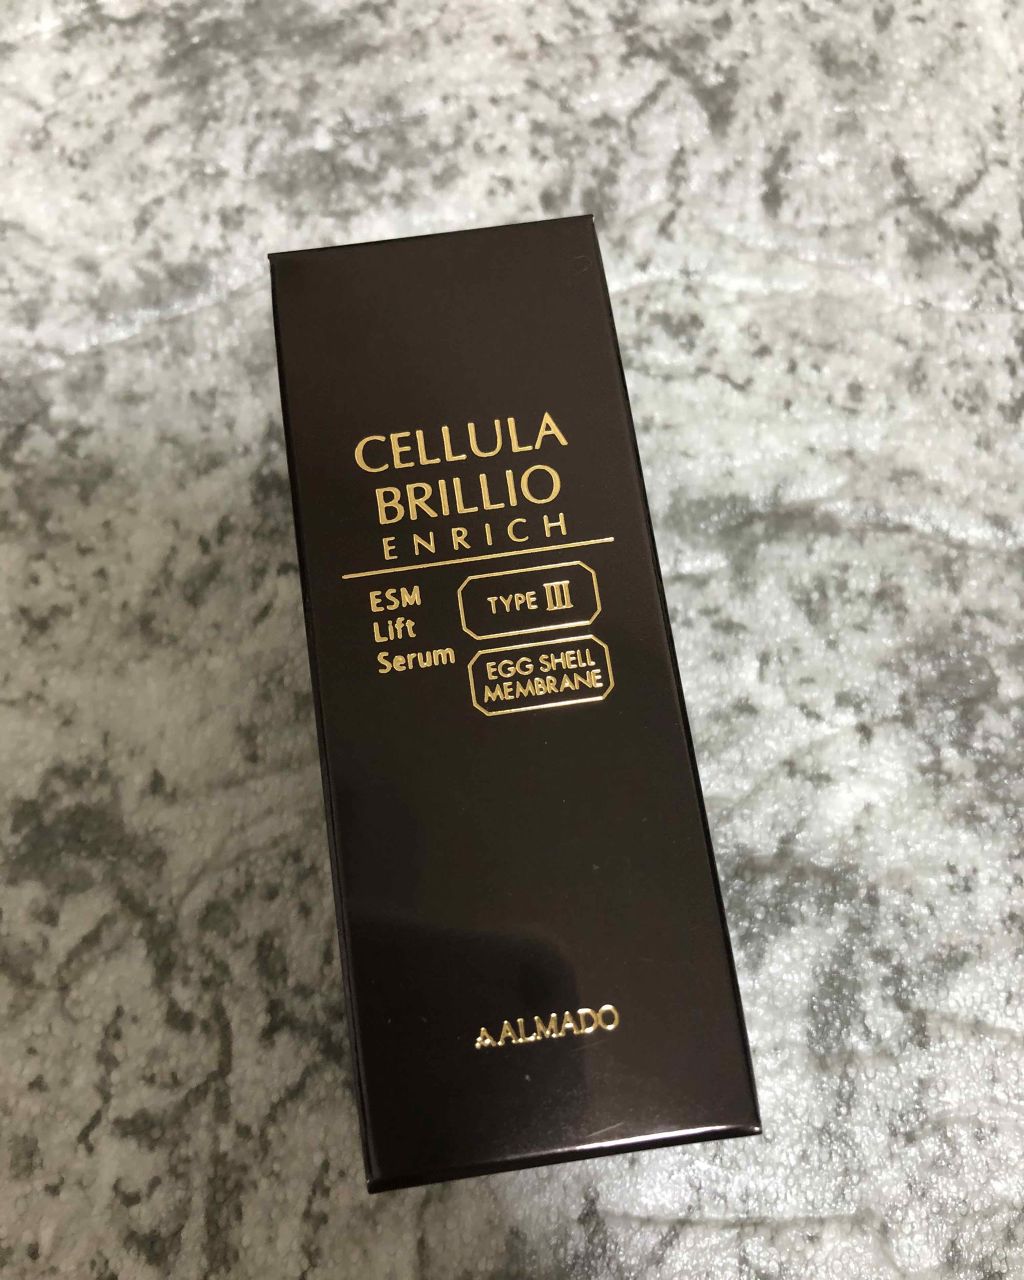 CELLULA
BRILLIO
ENRICH
ESM
Lift
Serum
TYPE III
EGG SHELL
MEMBRANE
ALMADO